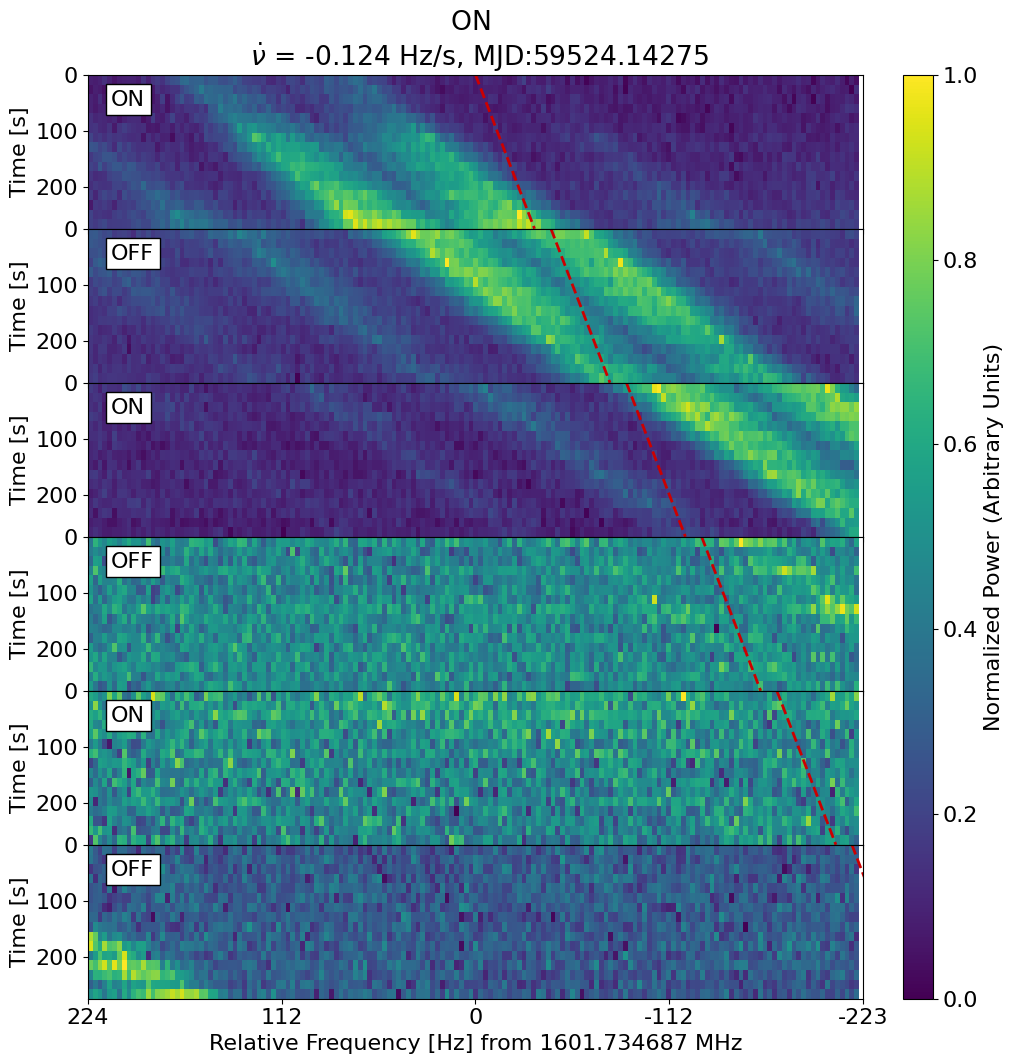 ON
ν̇ = -0.124 Hz/s, MJD:59524.14275
0
ON
100
200
Time [s]
0
OFF
100
200
Time [s]
0
ON
100
200
Time [s]
0
OFF
100
200
Time [s]
0
ON
100
200
Time [s]
0
OFF
100
200
Time [s]
224 112 0 -112 -223
Relative Frequency [Hz] from 1601.734687 MHz
1.0
0.8
0.6
0.4
0.2
0.0
Normalized Power (Arbitrary Units)